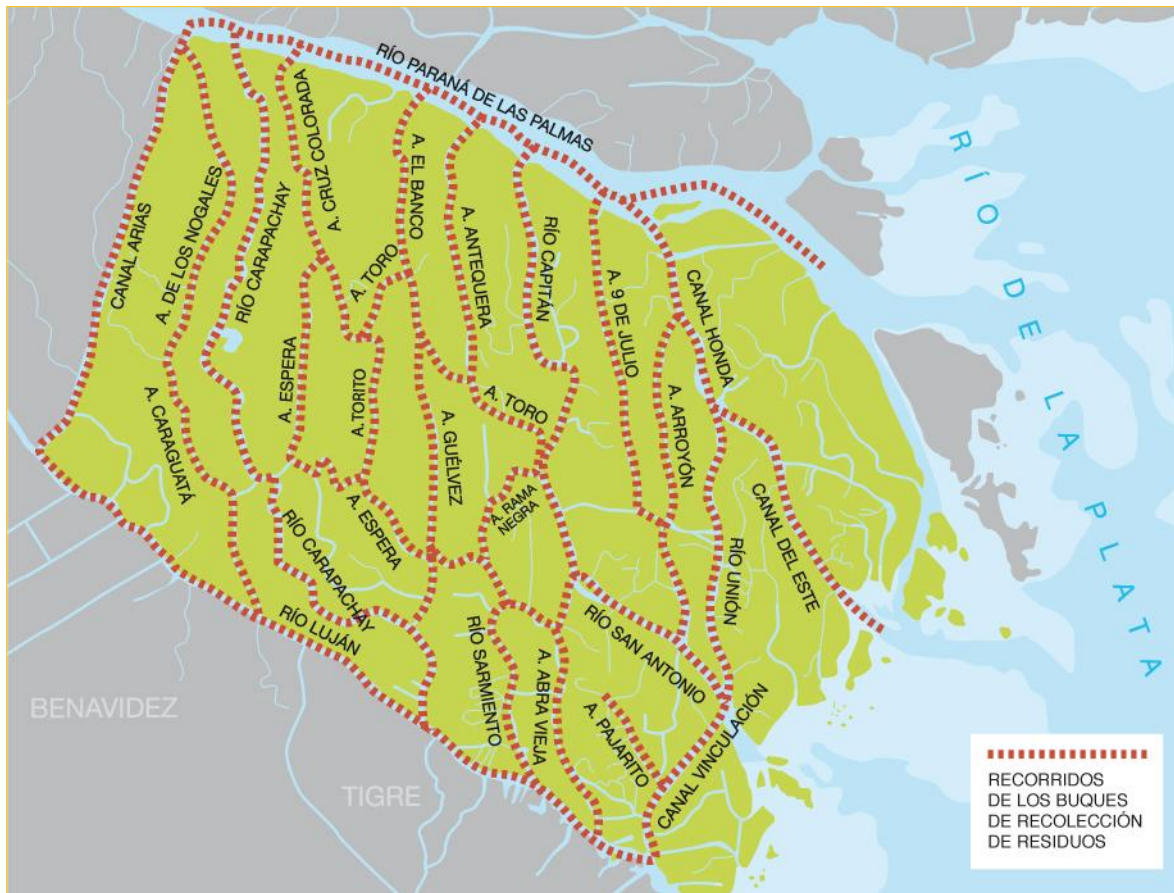 RÍO PARANÁ DE LAS PALMAS
RÍO DE LA PLATA
CANAL ARIAS
A. DE LOS NOGALES
RÍO CARAPACHAY
A. CRUZ COLORADA
A. EL BANCO
A. ANTEQUERA
RÍO CAPITÁN
A. 9 DE JULIO
CANAL HONDA
A. TORO
A. ESPERA
A. TORITO
A. TORO
A. ARROYÓN
A. CARAGUATÁ
A. GUÉLVEZ
A. RAMA
NEGRA
A. ESPERA
RÍO CARAPACHAY
RÍO UNIÓN
CANAL DEL ESTE
RÍO LUJÁN
RÍO SARMIENTO
A. ABRA VIEJA
RÍO SAN ANTONIO
A. PAJARITO
CANAL VINCULACIÓN
BENAVIDEZ
TIGRE
RECORRIDOS
DE LOS BUQUES
DE RECOLECCIÓN
DE RESIDUOS